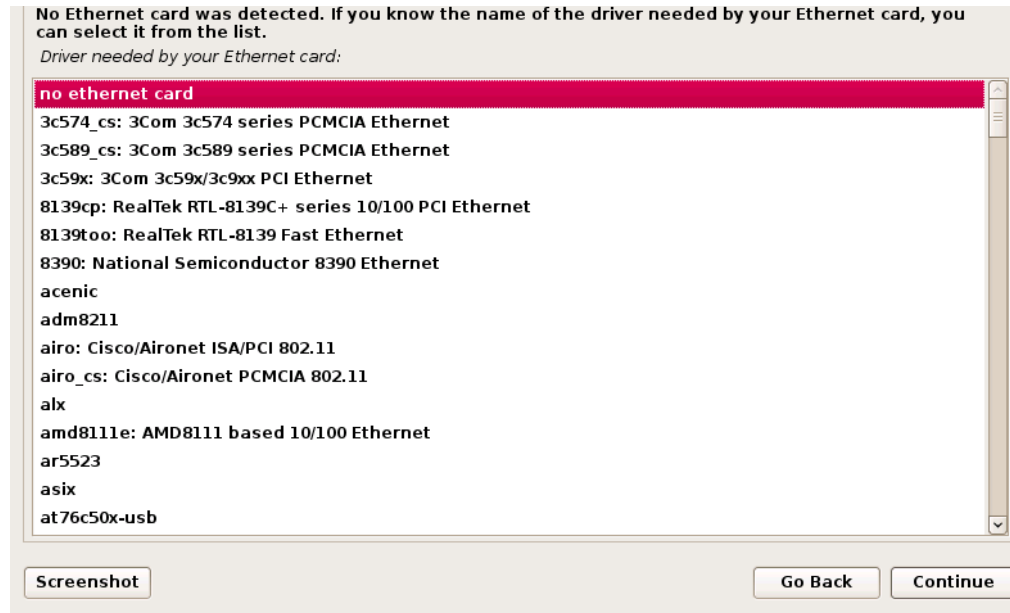 No Ethernet card was detected. If you know the name of the driver needed by your Ethernet card, you
can select it from the list.
Driver needed by your Ethernet card:
no ethernet card
3c574_cs: 3Com 3c574 series PCMCIA Ethernet
3c589_cs: 3Com 3c589 series PCMCIA Ethernet
3c59x: 3Com 3c59x/3c9xx PCI Ethernet
8139cp: RealTek RTL-8139C+ series 10/100 PCI Ethernet
8139too: RealTek RTL-8139 Fast Ethernet
8390: National Semiconductor 8390 Ethernet
acenic
adm8211
airo: Cisco/Aironet ISA/PCI 802.11
airo_cs: Cisco/Aironet PCMCIA 802.11
alx
amd8111e: AMD8111 based 10/100 Ethernet
ar5523
asix
at76c50x-usb
Screenshot
Go Back
Continue